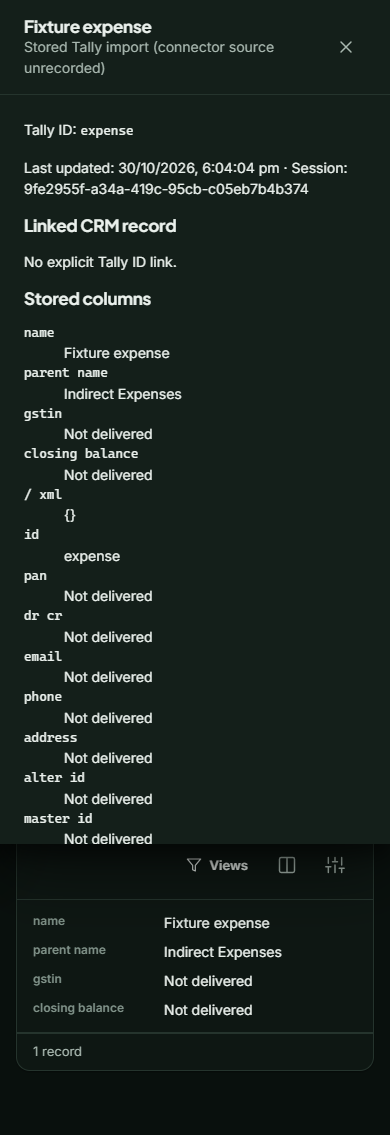 Fixture expense
Stored Tally import (connector source
unrecorded)
Tally ID: expense
Last updated: 30/10/2026, 6:04:04 pm · Session:
9fe2955f-a34a-419c-95cb-c05eb7b4b374
Linked CRM record
No explicit Tally ID link.
Stored columns
name
Fixture expense
parent name
Indirect Expenses
gstin
Not delivered
closing balance
Not delivered
/ xml
{}
id
expense
pan
Not delivered
dr cr
Not delivered
email
Not delivered
phone
Not delivered
address
Not delivered
alter id
Not delivered
master id
Not delivered
Views
name Fixture expense
parent name Indirect Expenses
gstin Not delivered
closing balance Not delivered
1 record